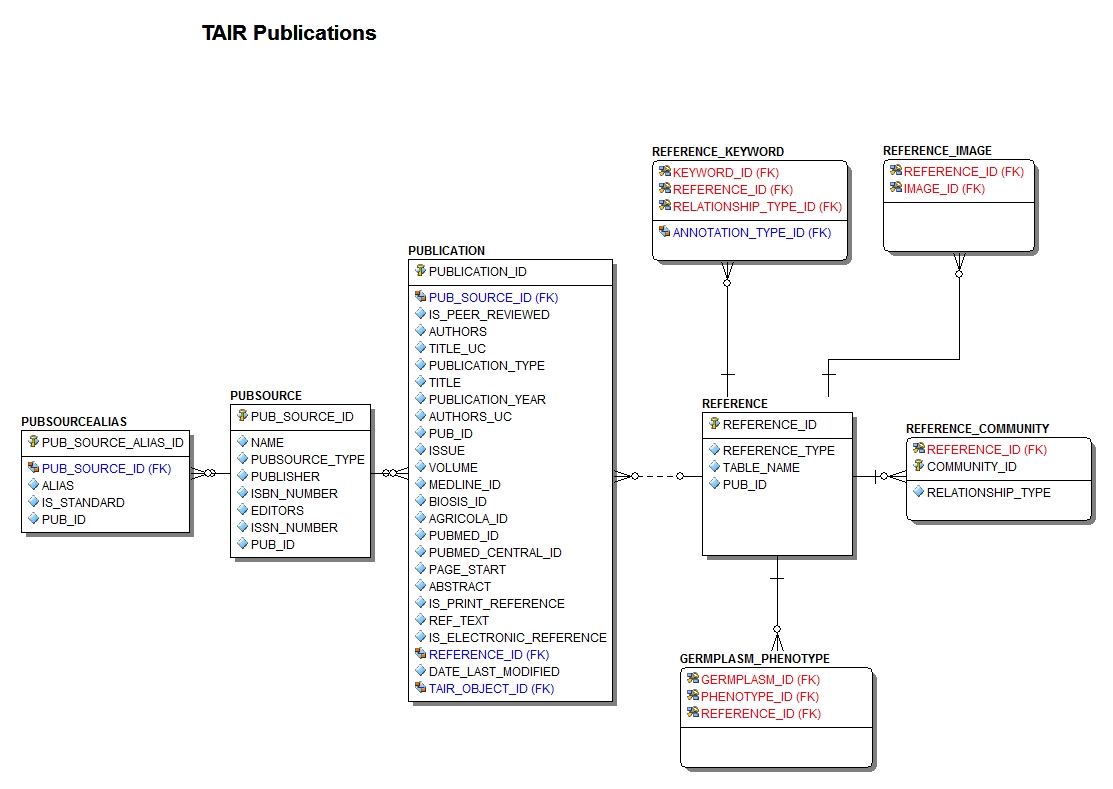 TAIR Publications
REFERENCE_KEYWORD
KEYWORD_ID (FK)
REFERENCE_ID (FK)
RELATIONSHIP_TYPE_ID (FK)
ANNOTATION_TYPE_ID (FK)
REFERENCE_IMAGE
REFERENCE_ID (FK)
IMAGE_ID (FK)
PUBLICATION
PUBLICATION_ID
PUB_SOURCE_ID (FK)
IS_PEER_REVIEWED
AUTHORS
TITLE_UC
PUBLICATION_TYPE
TITLE
PUBLICATION_YEAR
AUTHORS_UC
PUB_ID
ISSUE
VOLUME
MEDLINE_ID
BIOSIS_ID
AGRICOLA_ID
PUBMED_ID
PUBMED_CENTRAL_ID
PAGE_START
ABSTRACT
IS_PRINT_REFERENCE
REF_TEXT
IS_ELECTRONIC_REFERENCE
REFERENCE_ID (FK)
DATE_LAST_MODIFIED
TAIR_OBJECT_ID (FK)
PUBSOURCE
PUB_SOURCE_ID
NAME
PUBSOURCE_TYPE
PUBLISHER
ISBN_NUMBER
EDITORS
ISSN_NUMBER
PUB_ID
PUBSOURCEALIAS
PUB_SOURCE_ALIAS_ID
PUB_SOURCE_ID (FK)
ALIAS
IS_STANDARD
PUB_ID
REFERENCE
REFERENCE_ID
REFERENCE_TYPE
TABLE_NAME
PUB_ID
REFERENCE_COMMUNITY
REFERENCE_ID (FK)
COMMUNITY_ID
RELATIONSHIP_TYPE
GERMPLASM_PHENOTYPE
GERMPLASM_ID (FK)
PHENOTYPE_ID (FK)
REFERENCE_ID (FK)